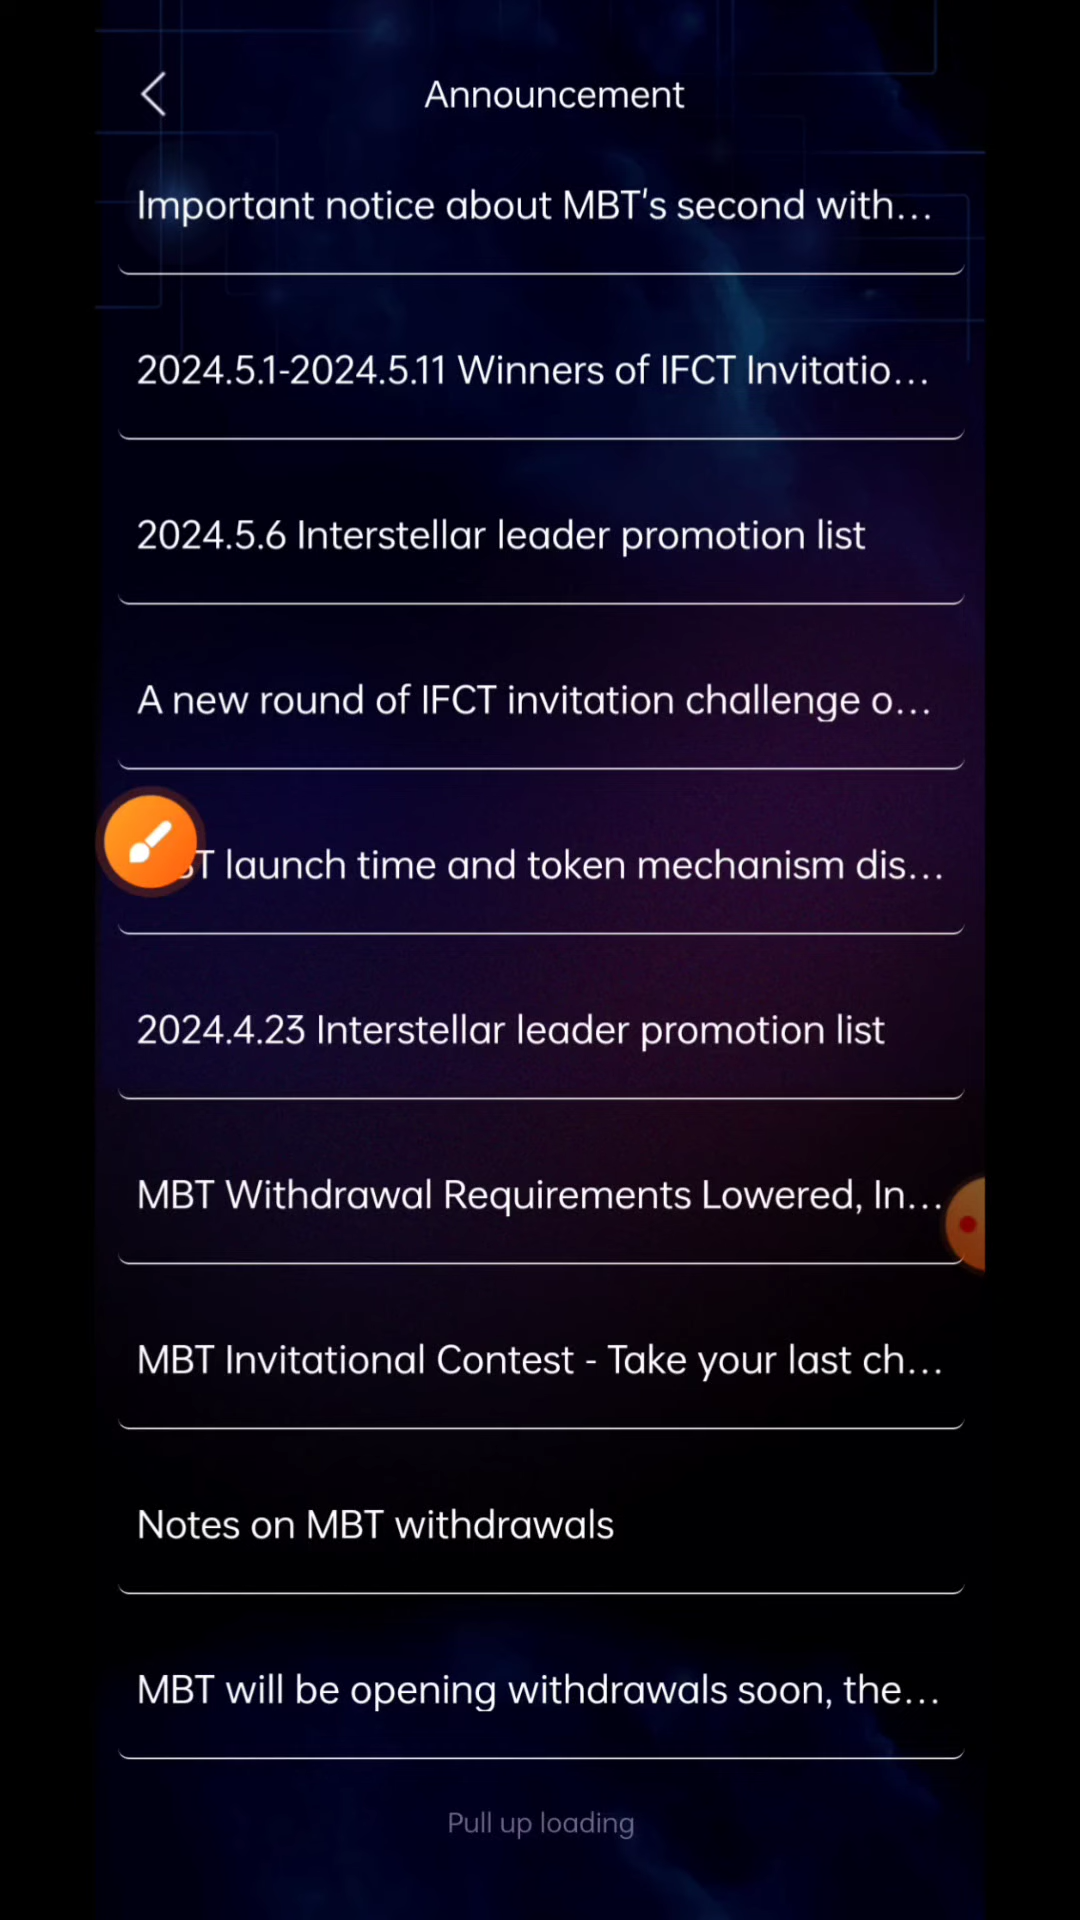 Announcement
Important notice about MBT's second with...
2024.5.1-2024.5.11 Winners of IFCT Invitatio...
2024.5.6 Interstellar leader promotion list
A new round of IFCT invitation challenge o...
T launch time and token mechanism dis...
2024.4.23 Interstellar leader promotion list
MBT Withdrawal Requirements Lowered, In...
MBT Invitational Contest - Take your last ch...
Notes on MBT withdrawals
MBT will be opening withdrawals soon, the...
Pull up loading